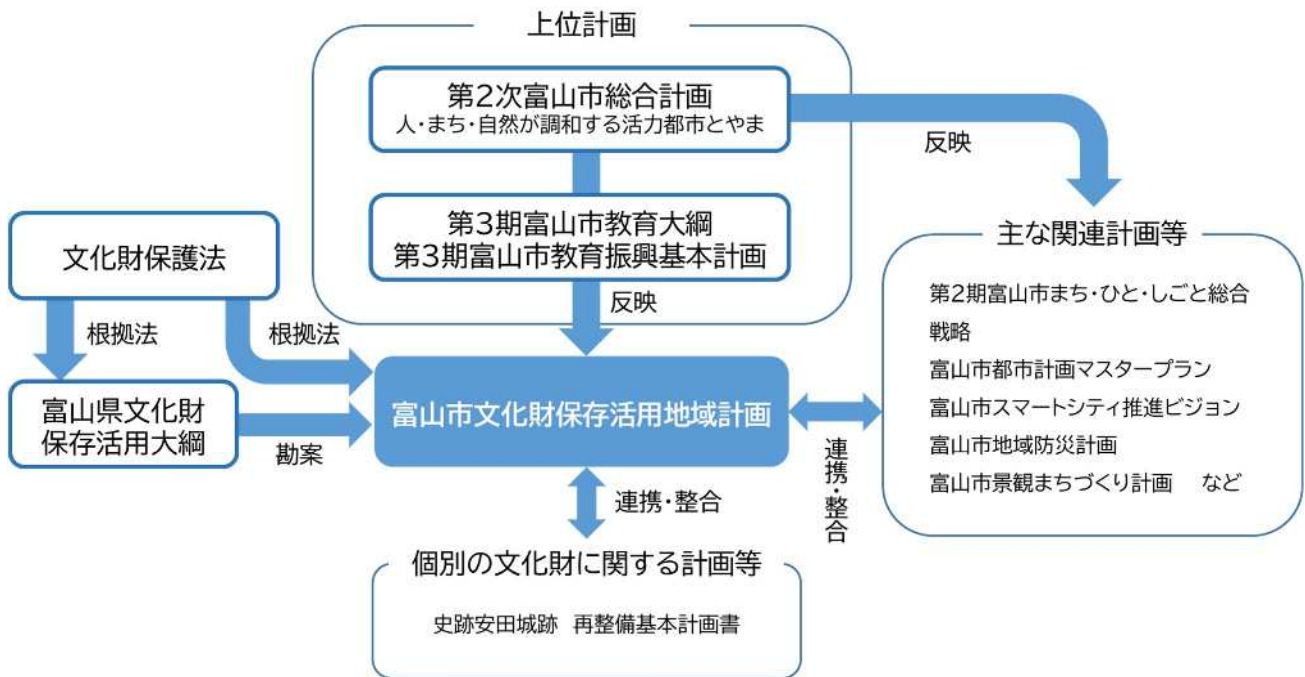 上位計画
第2次富山市総合計画
人・まち・自然が調和する活力都市とやま
反映
第3期富山市教育大綱
第3期富山市教育振興基本計画
反映
文化財保護法
根拠法
根拠法
富山県文化財
保存活用大綱
勘案
富山市文化財保存活用地域計画
主な関連計画等
第2期富山市まち・ひと・しごと総合
戦略
富山市都市計画マスタープラン
富山市スマートシティ推進ビジョン
富山市地域防災計画
富山市景観まちづくり計画 など
連携・整合
連携・整合
個別の文化財に関する計画等
史跡安田城跡 再整備基本計画書